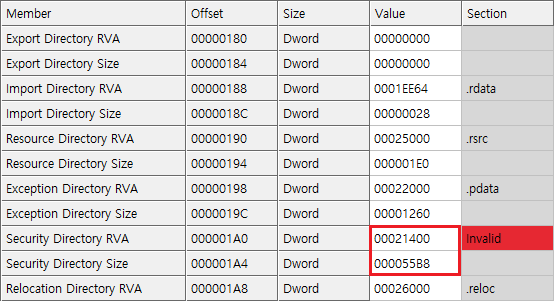 Member Offset Size Value Section
Export Directory RVA 00000180 Dword 00000000
Export Directory Size 00000184 Dword 00000000
Import Directory RVA 00000188 Dword 0001EE64 .rdata
Import Directory Size 0000018C Dword 00000028
Resource Directory RVA 00000190 Dword 00025000 .rsrc
Resource Directory Size 00000194 Dword 000001E0
Exception Directory RVA 00000198 Dword 00022000 .pdata
Exception Directory Size 0000019C Dword 00001260
Security Directory RVA 000001A0 Dword 00021400 Invalid
Security Directory Size 000001A4 Dword 000055B8
Relocation Directory RVA 000001A8 Dword 00026000 .reloc